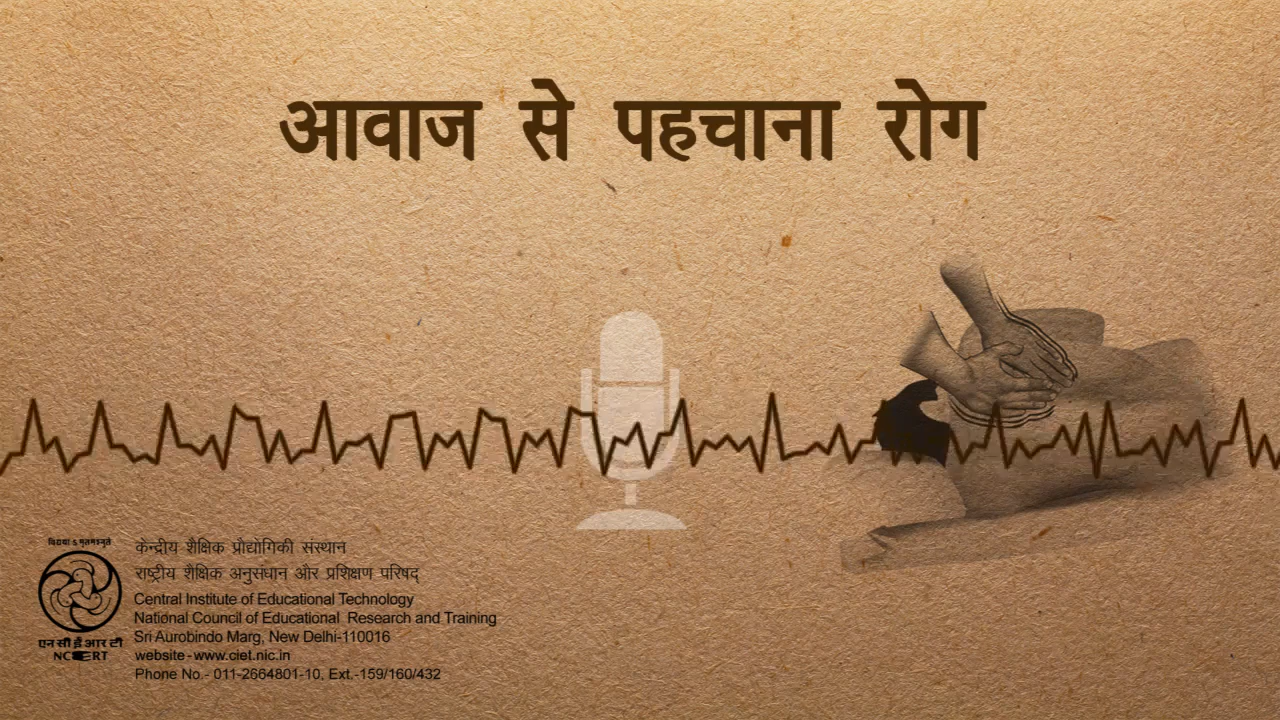 आवाज से पहचाना रोग
विद्यया ऽ मृतमश्नुते
एन सी ई आर टी
NCERT
केन्द्रीय शैक्षिक प्रौद्योगिकी संस्थान
राष्ट्रीय शैक्षिक अनुसंधान और प्रशिक्षण परिषद्
Central Institute of Educational Technology
National Council of Educational Research and Training
Sri Aurobindo Marg, New Delhi-110016
website - www.ciet.nic.in
Phone No.- 011-2664801-10, Ext.-159/160/432